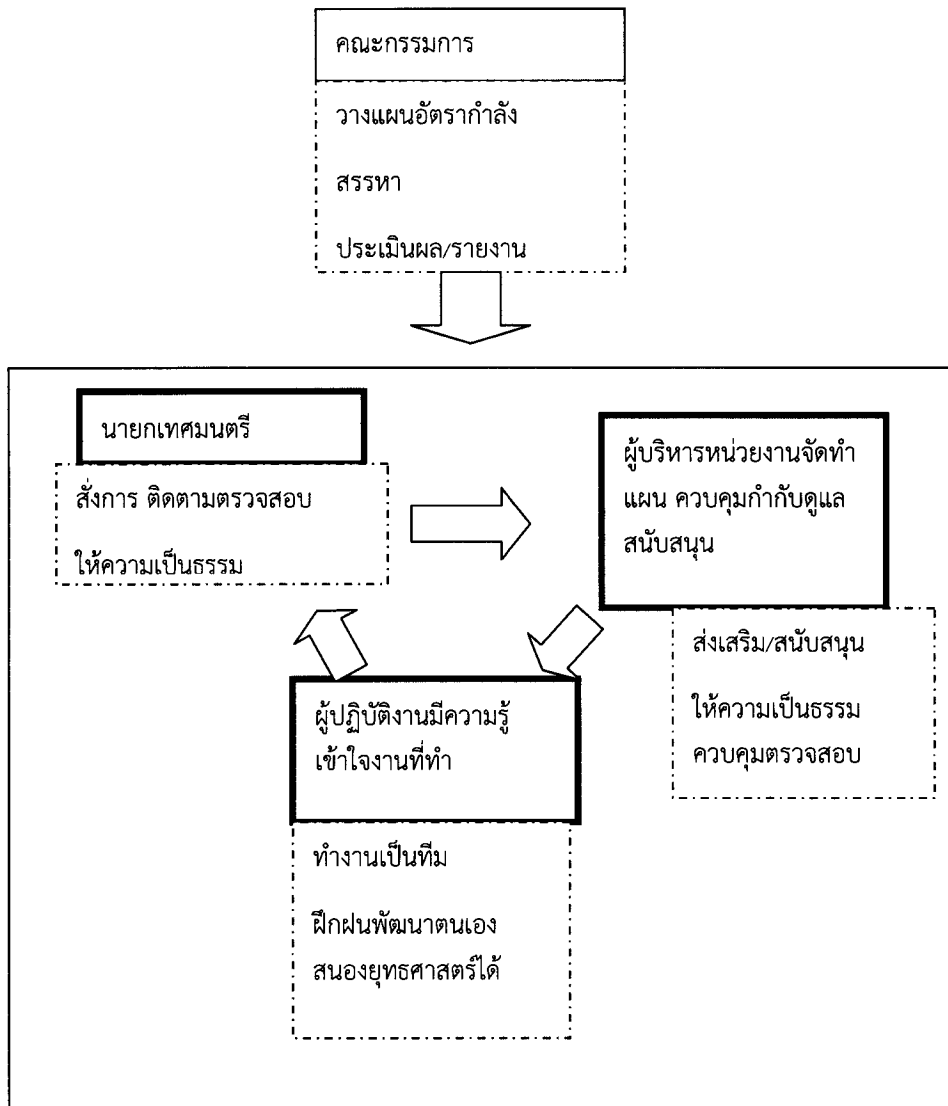 คณะกรรมการ
วางแผนอัตรากำลัง
สรรหา
ประเมินผล/รายงาน
นายกเทศมนตรี
สั่งการ ติดตามตรวจสอบ
ให้ความเป็นธรรม
ผู้บริหารหน่วยงานจัดทำ
แผน ควบคุมกำกับดูแล
สนับสนุน
ส่งเสริม/สนับสนุน
ให้ความเป็นธรรม
ควบคุมตรวจสอบ
ผู้ปฏิบัติงานมีความรู้
เข้าใจงานที่ทำ
ทำงานเป็นทีม
ฝึกฝนพัฒนาตนเอง
สนองยุทธศาสตร์ได้